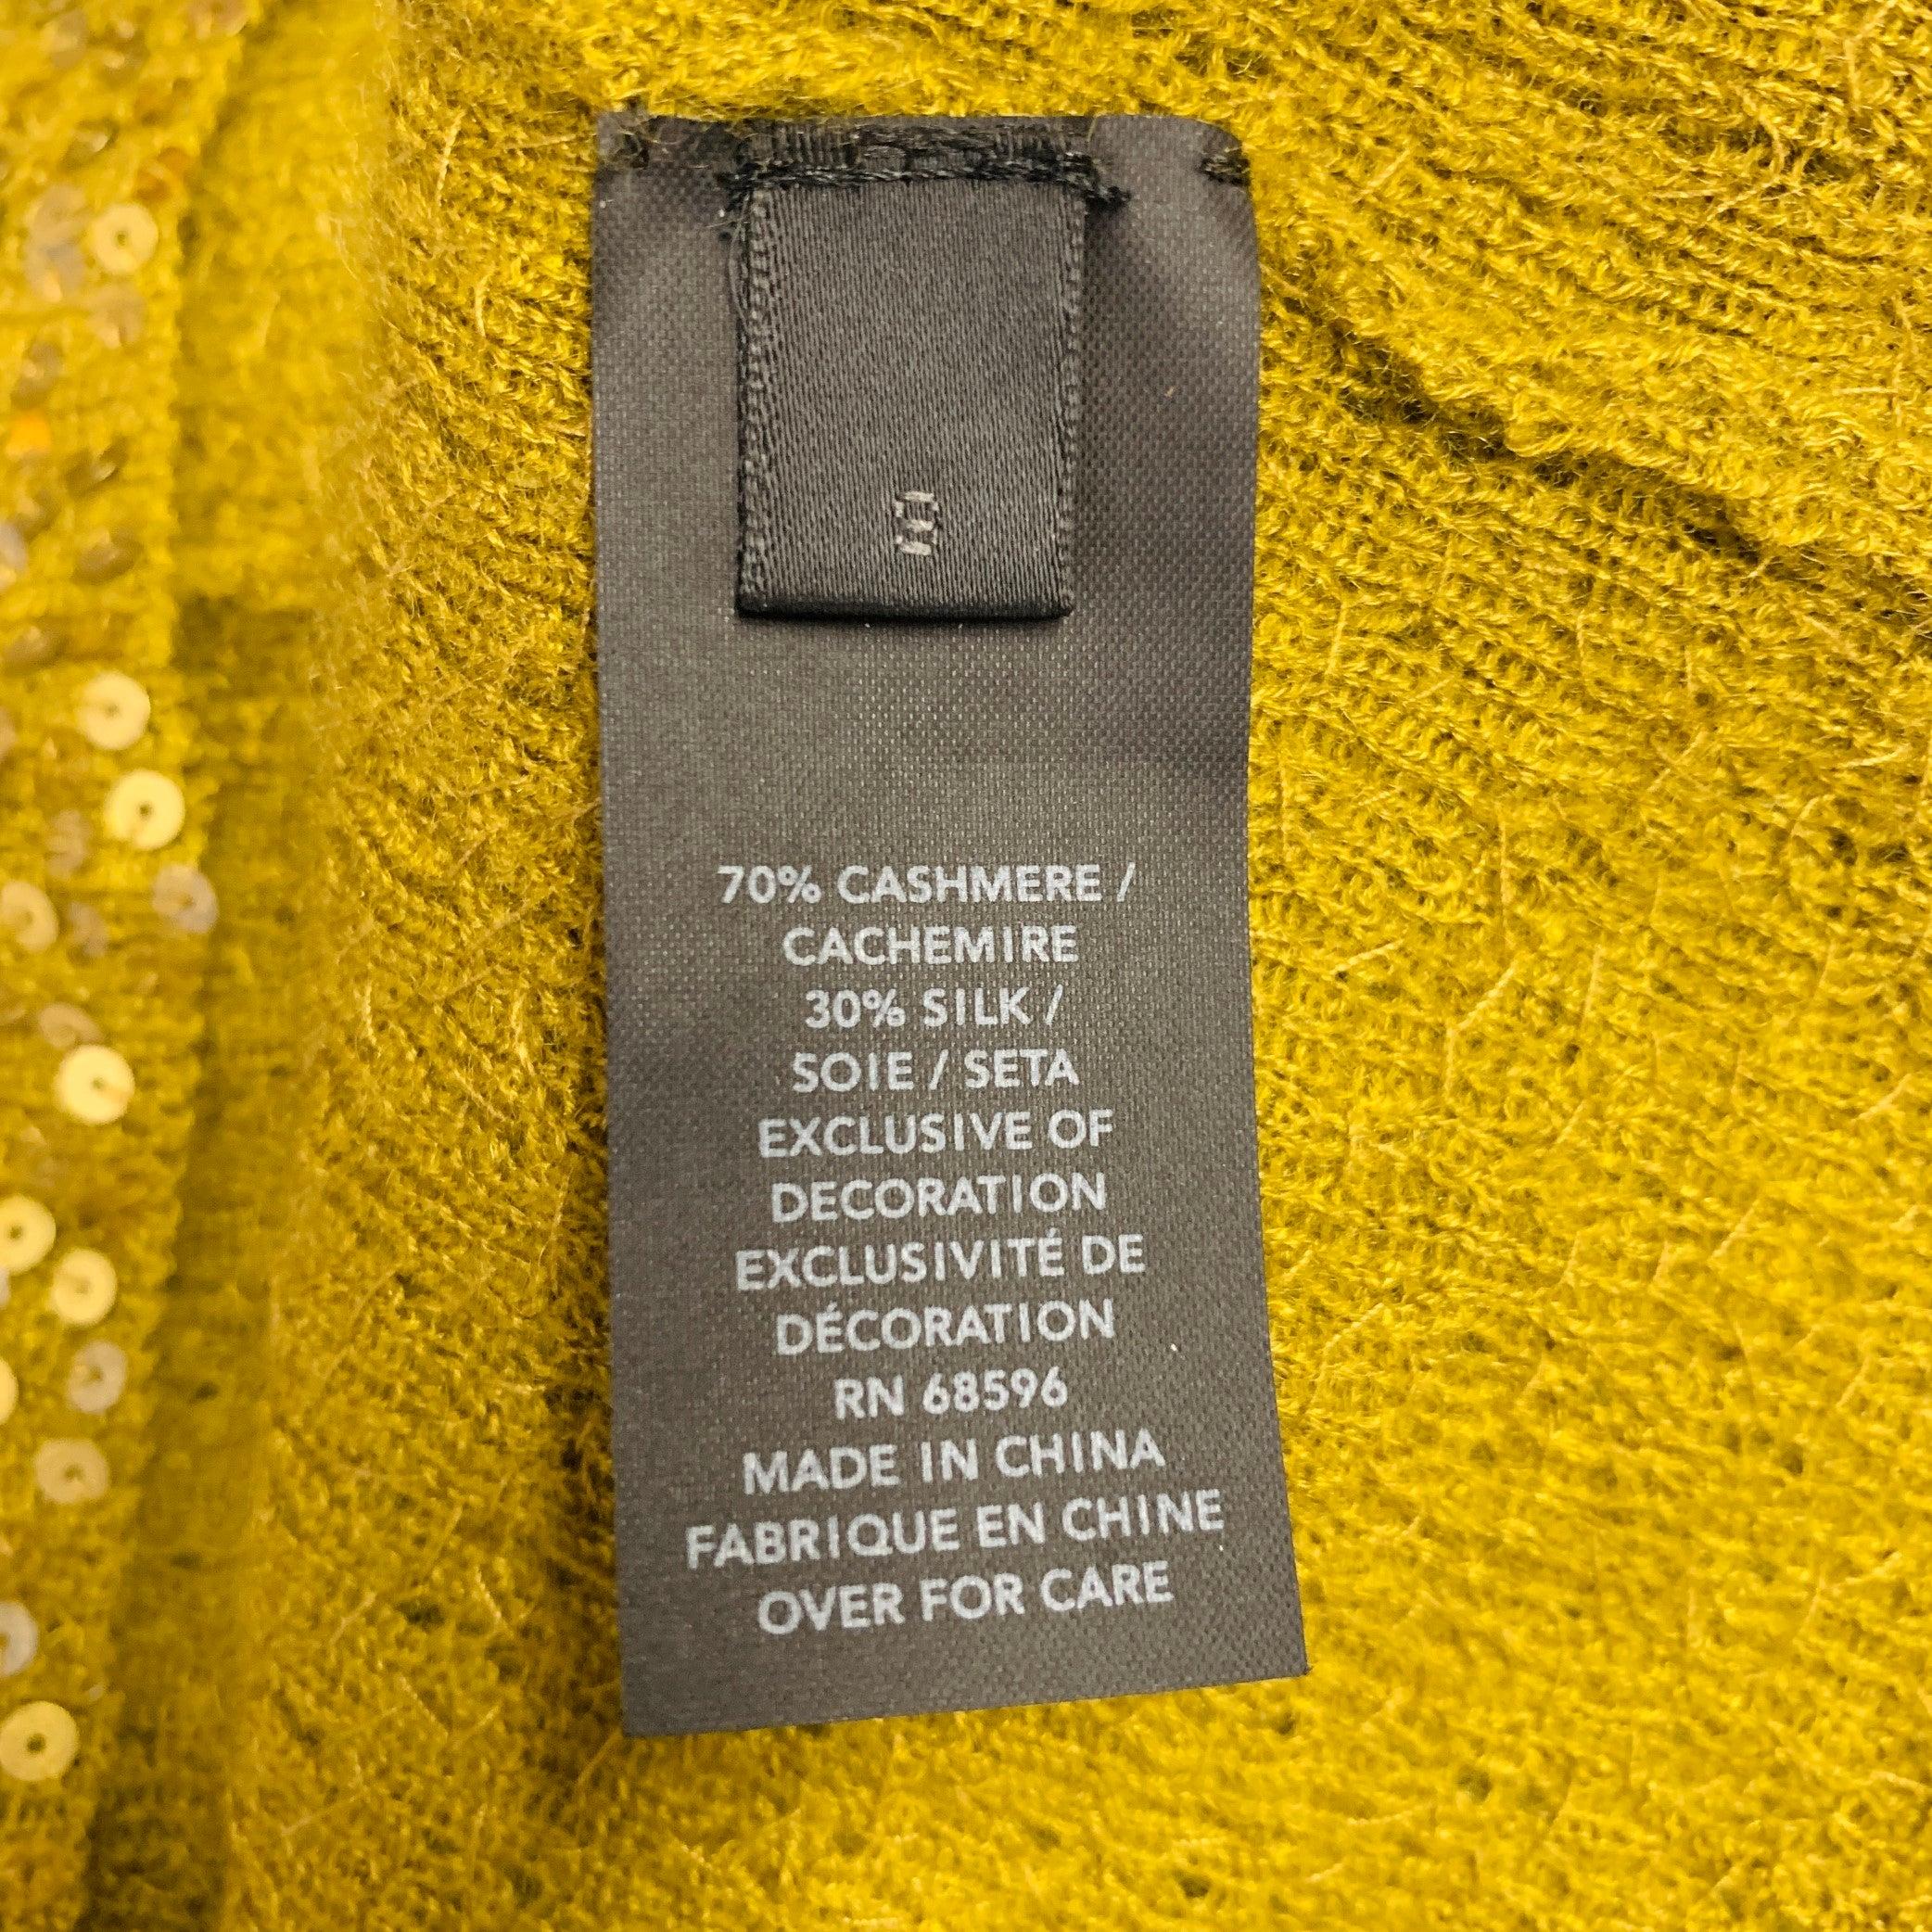 70% CASHMERE /
CACHEMIRE
30% SILK /
SOIE / SETA
EXCLUSIVE OF
DECORATION
EXCLUSIVITÉ DE
DÉCORATION
RN 68596
MADE IN CHINA
FABRIQUE EN CHINE
OVER FOR CARE